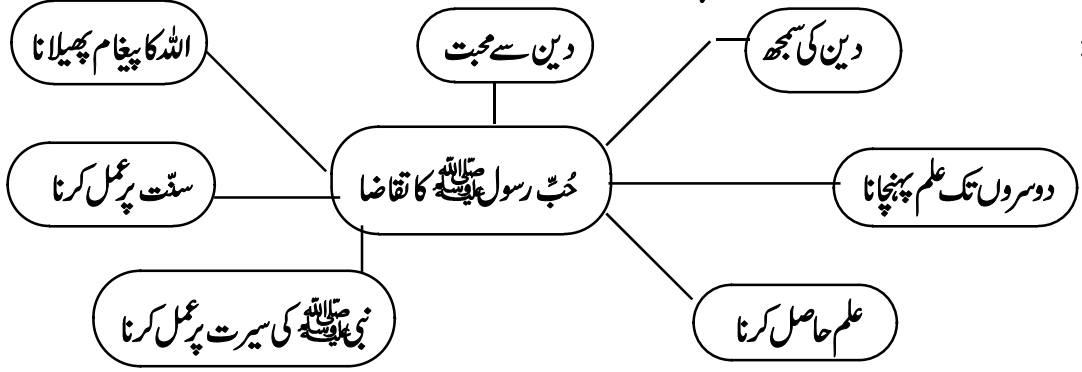 دین کی سمجھ
دین سے محبت
اللہ کا پیغام پھیلانا
حُبِّ رسول ﷺ کا تقاضا
دوسروں تک علم پہنچانا
سنّت پر عمل کرنا
علم حاصل کرنا
نبی ﷺ کی سیرت پر عمل کرنا